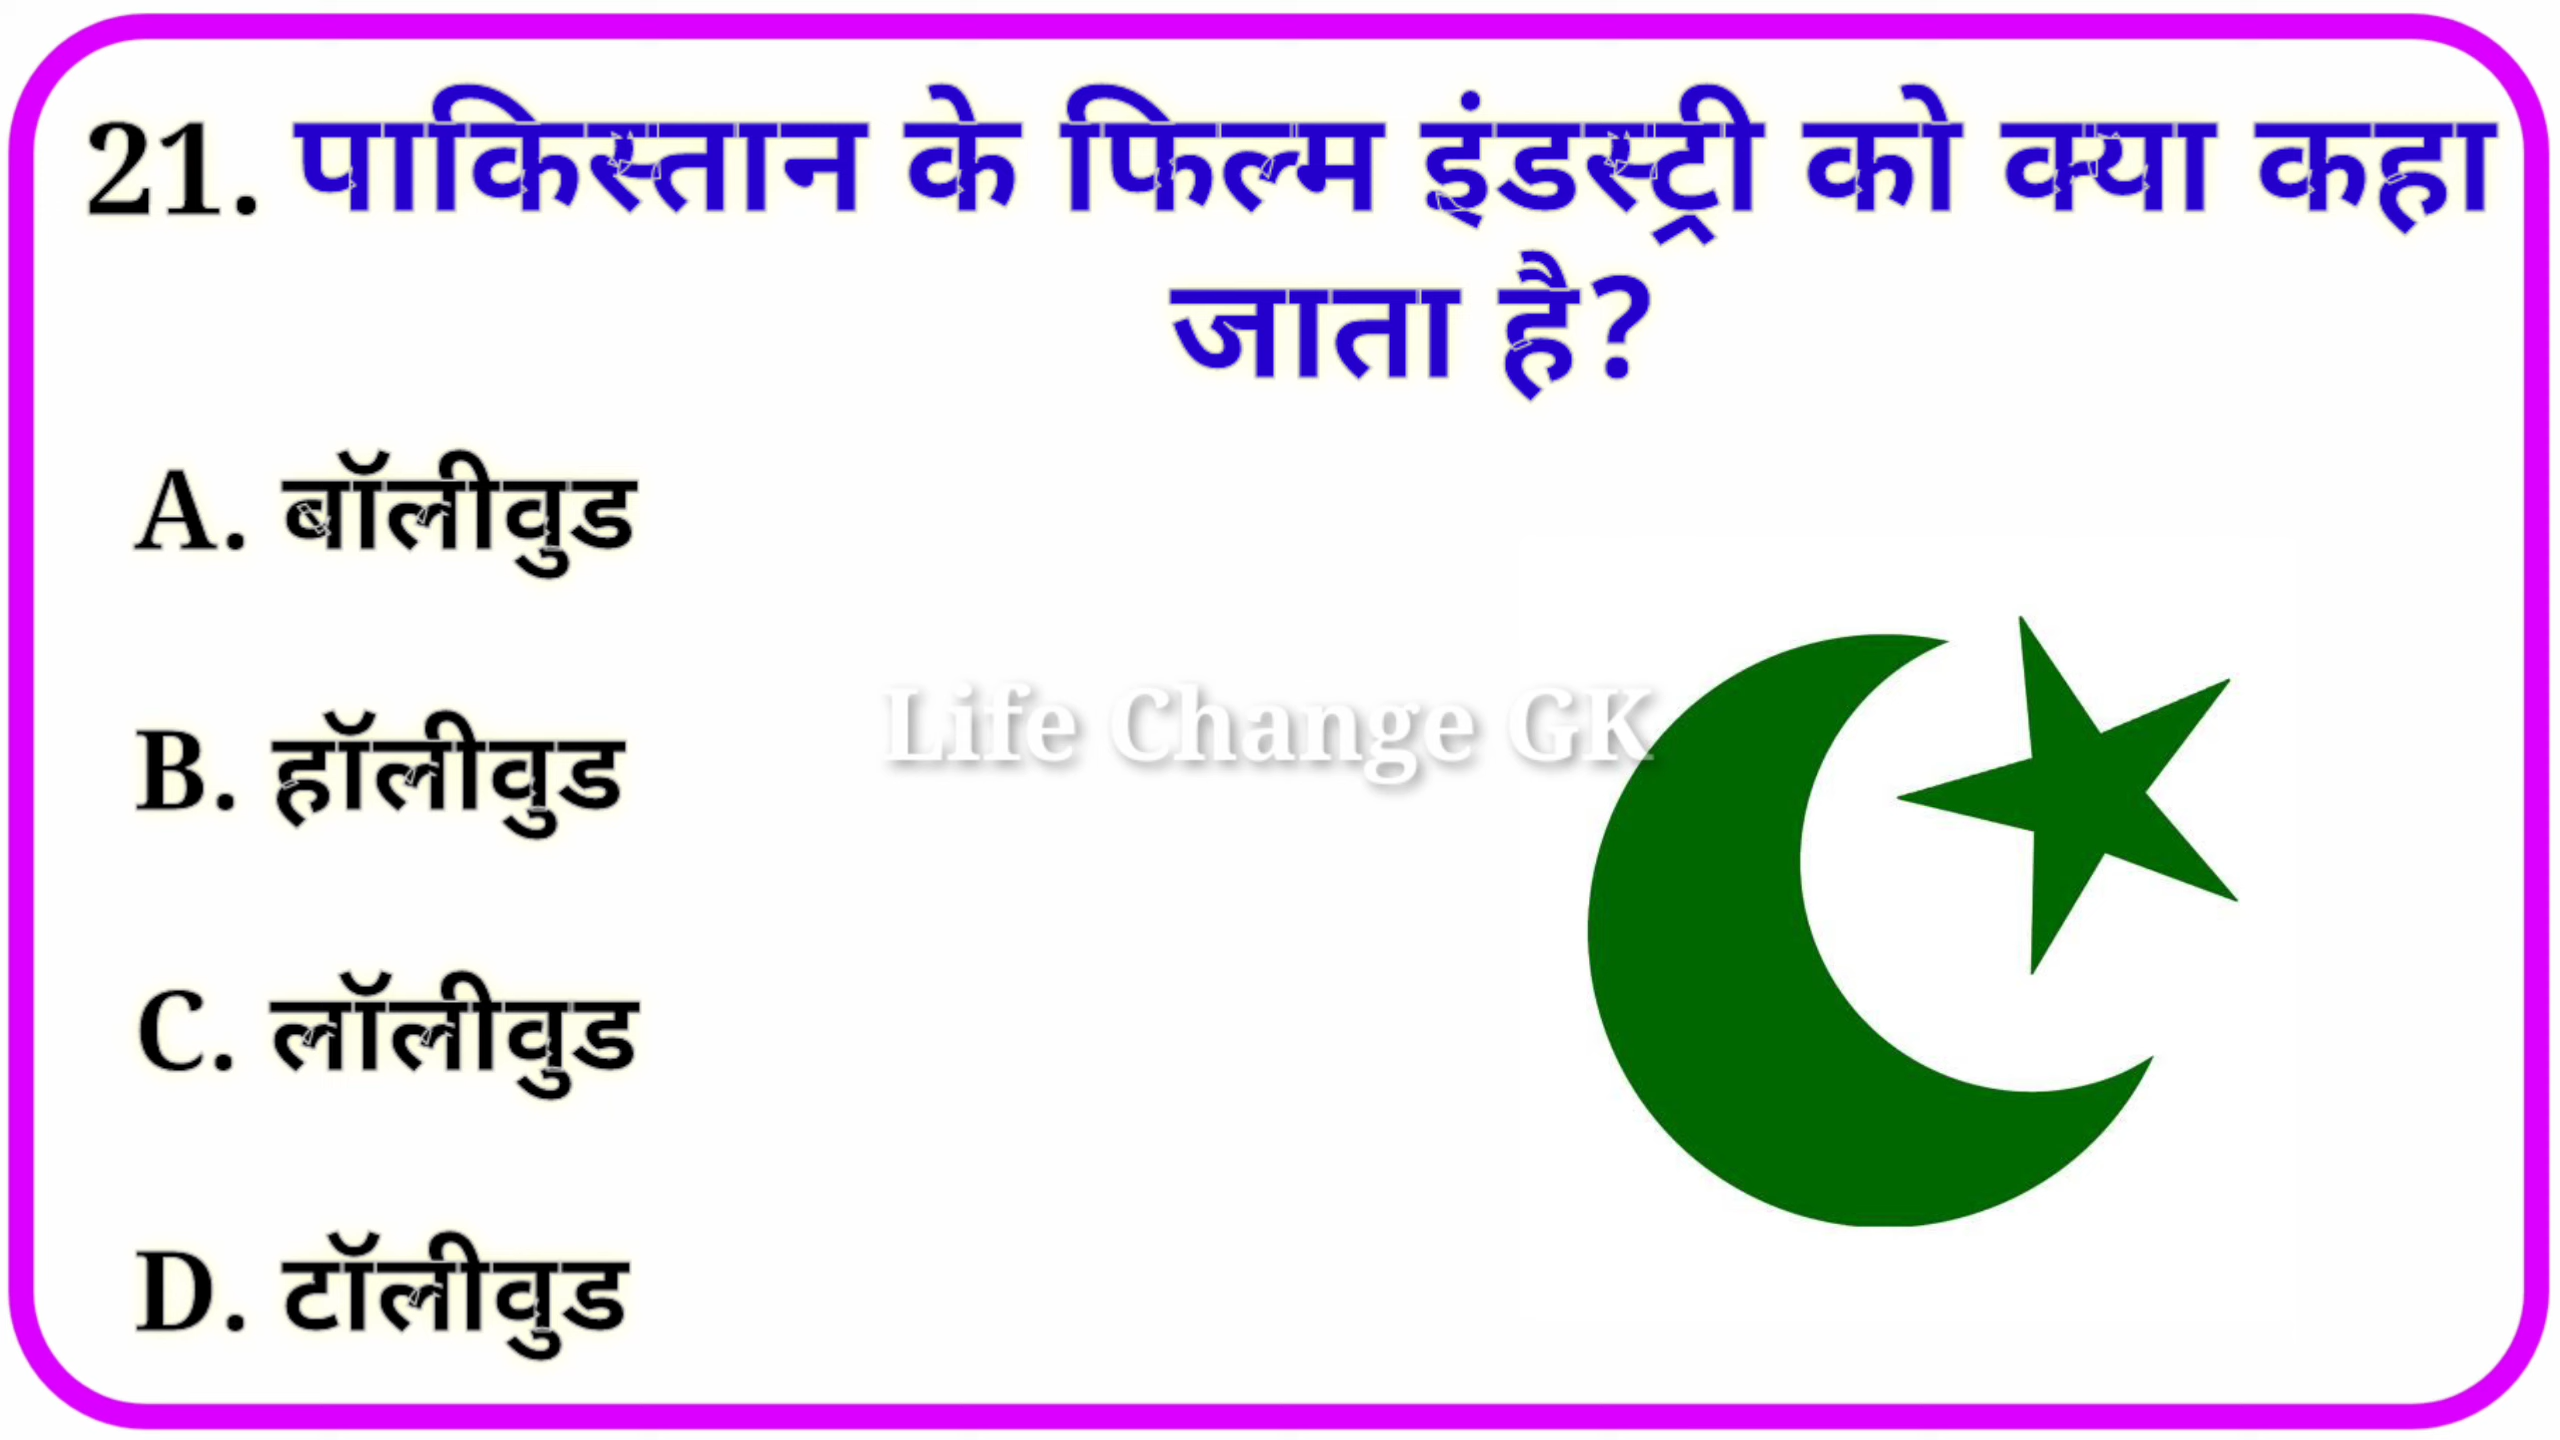 21. पाकिस्तान के फिल्म इंडस्ट्री को क्या कहा
जाता है?
A. बॉलीवुड
B. हॉलीवुड
Life Change GK
C. लॉलीवुड
D. टॉलीवुड